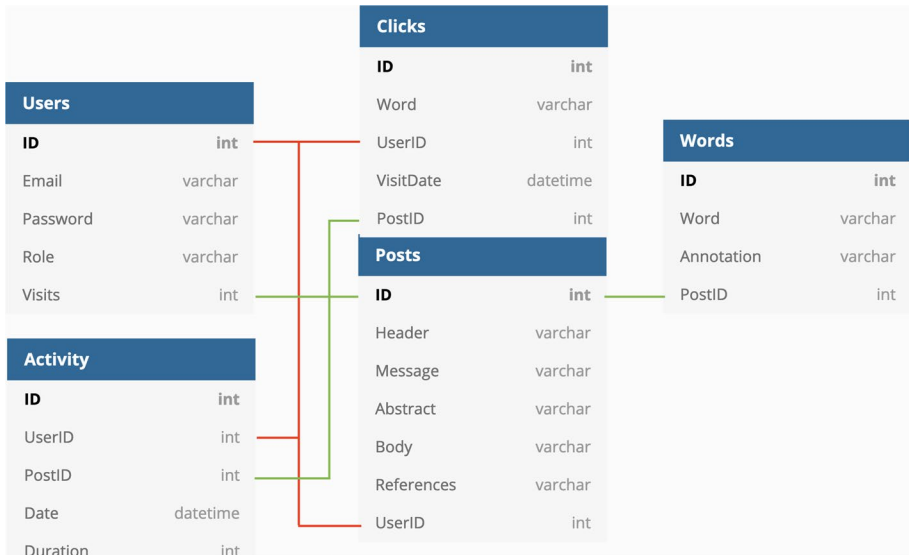 Clicks
ID int
Word varchar
UserID int
VisitDate datetime
PostID int
Users
ID int
Email varchar
Password varchar
Role varchar
Visits int
Words
ID int
Word varchar
Annotation varchar
PostID int
Posts
ID int
Header varchar
Message varchar
Abstract varchar
Body varchar
References varchar
UserID int
Activity
ID int
UserID int
PostID int
Date datetime
Duration int